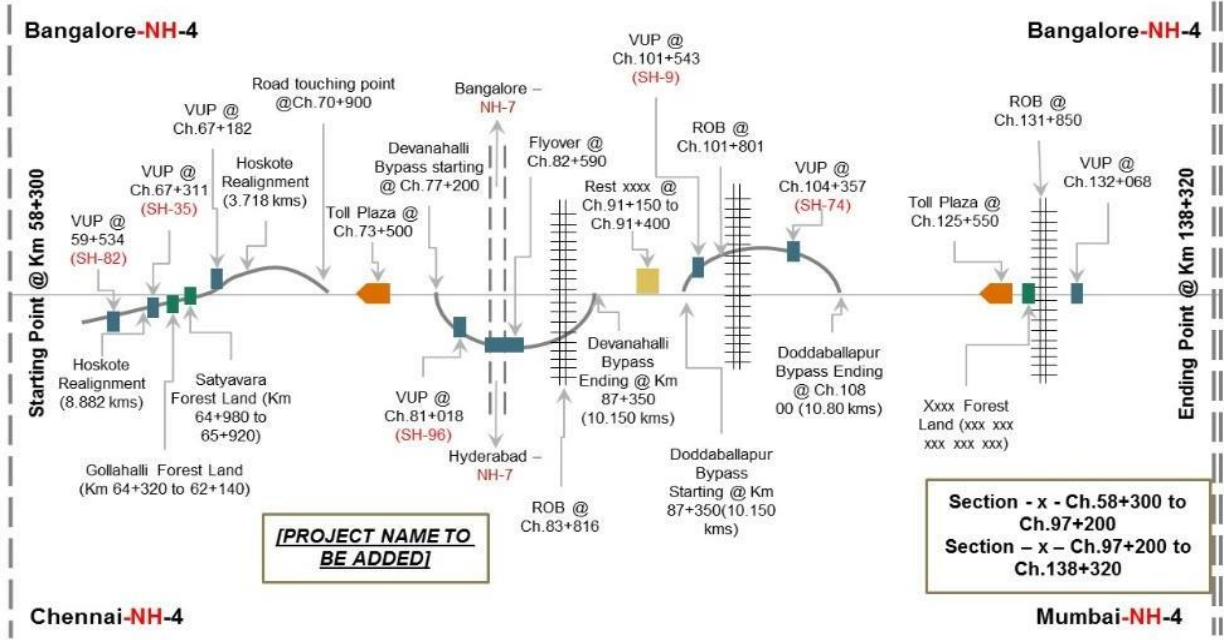 Bangalore-NH-4
Bangalore-NH-4
Starting Point @ Km 58+300
VUP @
59+534
(SH-82)
VUP @
Ch.67+311
(SH-35)
VUP @
Ch.67+182
Hoskote
Realignment
(3.718 kms)
Road touching point
@Ch.70+900
Toll Plaza @
Ch.73+500
Devanahalli
Bypass starting
@ Ch.77+200
Bangalore –
NH-7
Flyover @
Ch.82+590
Rest xxxx @
Ch.91+150 to
Ch.91+400
VUP @
Ch.101+543
(SH-9)
ROB @
Ch.101+801
VUP @
Ch.104+357
(SH-74)
Toll Plaza @
Ch.125+550
ROB @
Ch.131+850
VUP @
Ch.132+068
Ending Point @ Km 138+320
Hoskote
Realignment
(8.882 kms)
Satyavara
Forest Land (Km
64+980 to
65+920)
Gollahalli Forest Land
(Km 64+320 to 62+140)
VUP @
Ch.81+018
(SH-96)
Hyderabad –
NH-7
ROB @
Ch.83+816
Devanahalli
Bypass
Ending @ Km
87+350
(10.150 kms)
Doddaballapur
Bypass
Starting @ Km
87+350(10.150
kms)
Doddaballapur
Bypass Ending
@ Ch.108
00 (10.80 kms)
Xxxx Forest
Land (xxx xxx
xxx xxx xxx)
[PROJECT NAME TO
BE ADDED]
Section - x - Ch.58+300 to
Ch.97+200
Section – x – Ch.97+200 to
Ch.138+320
Chennai-NH-4
Mumbai-NH-4